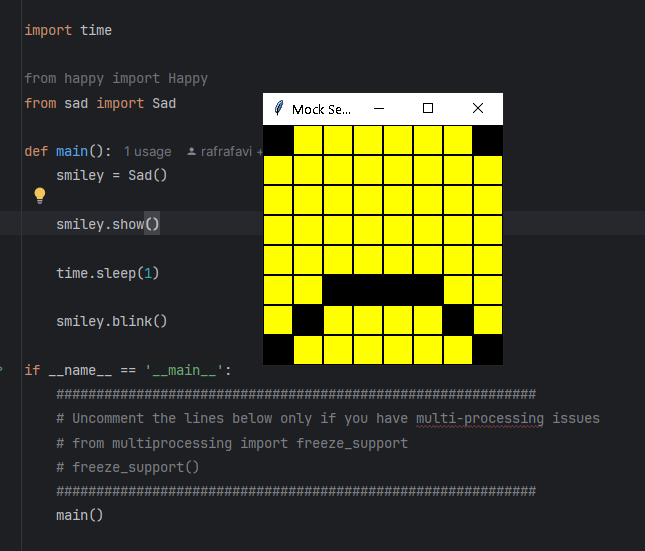 import time
from happy import Happy
from sad import Sad
Mock Se...
def main():  1 usage  rafrafavi +
smiley = Sad()
smiley.show()
time.sleep(1)
smiley.blink()
if __name__ == '__main__':
############################################################
# Uncomment the lines below only if you have multi-processing issues
# from multiprocessing import freeze_support
# freeze_support()
############################################################
main()